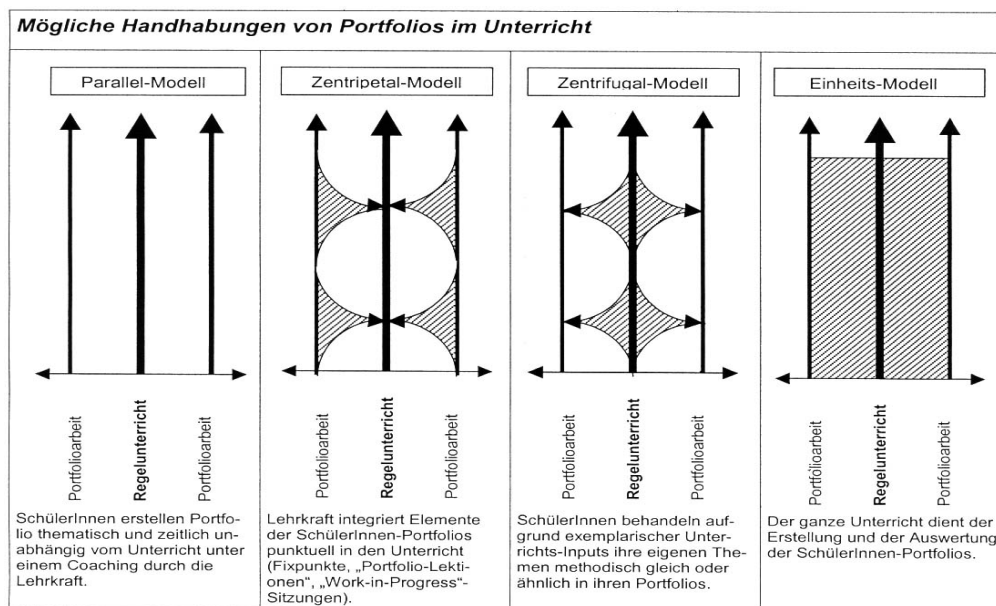 Mögliche Handhabungen von Portfolios im Unterricht
Parallel-Modell
Portfolioarbeit
Regelunterricht
Portfolioarbeit
SchülerInnen erstellen Portfo-
lio thematisch und zeitlich un-
abhängig vom Unterricht unter
einem Coaching durch die
Lehrkraft.
Zentripetal-Modell
Portfolioarbeit
Regelunterricht
Portfolioarbeit
Lehrkraft integriert Elemente
der SchülerInnen-Portfolios
punktuell in den Unterricht
(Fixpunkte, „Portfolio-Lekti-
onen“, „Work-in-Progress“-
Sitzungen).
Zentrifugal-Modell
Portfolioarbeit
Regelunterricht
Portfolioarbeit
SchülerInnen behandeln auf-
grund exemplarischer Unter-
richts-Inputs ihre eigenen The-
men methodisch gleich oder
ähnlich in ihren Portfolios.
Einheits-Modell
Portfolioarbeit
Regelunterricht
Portfolioarbeit
Der ganze Unterricht dient der
Erstellung und der Auswertung
der SchülerInnen-Portfolios.